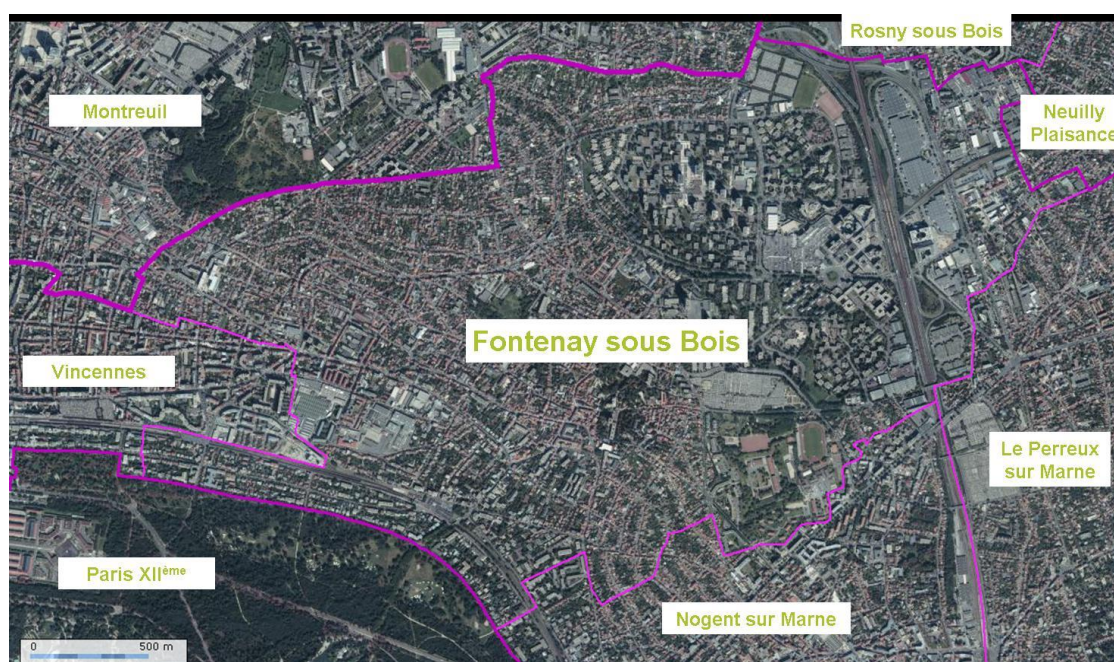 Rosny sous Bois
Montreuil
Neuilly
Plaisance
Fontenay sous Bois
Vincennes
Le Perreux
sur Marne
Paris XIIème
Nogent sur Marne
0 500 m